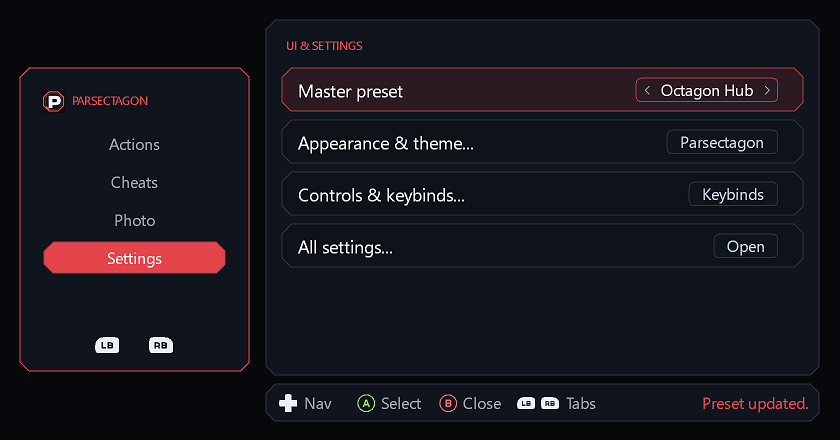 P PARSECTAGON
Actions
Cheats
Photo
Settings
LB RB
UI & SETTINGS
Master preset < Octagon Hub >
Appearance & theme... Parsectagon
Controls & keybinds... Keybinds
All settings... Open
Nav A Select B Close LB RB Tabs Preset updated.